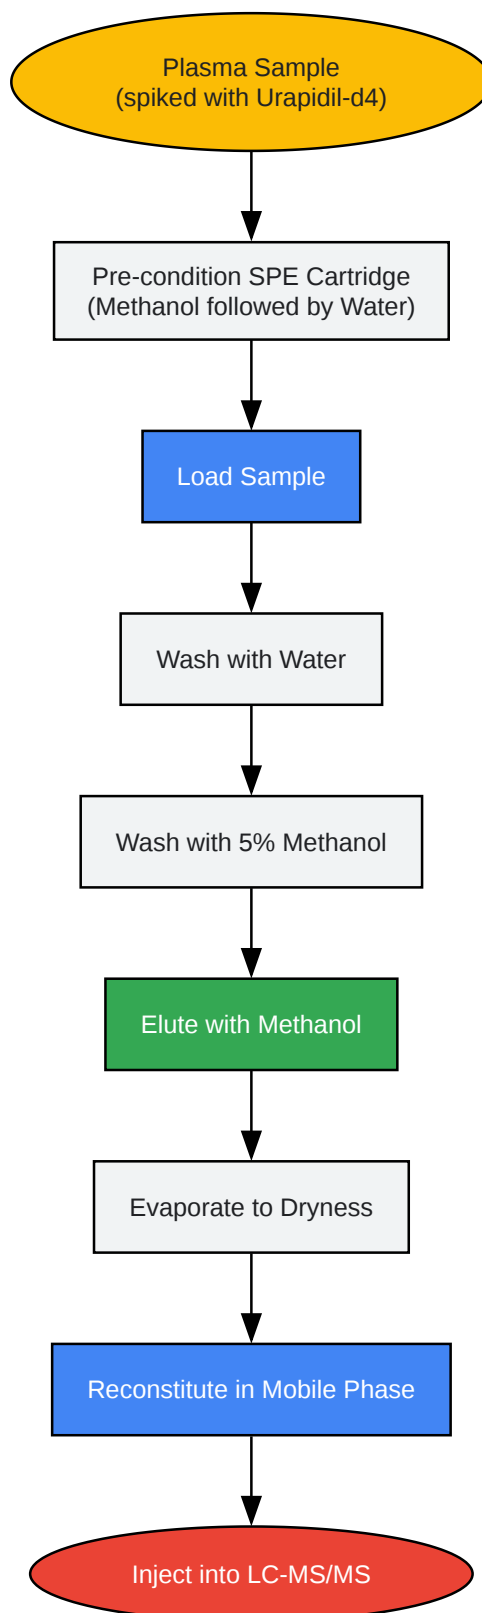 Plasma Sample
(spiked with Urapidil-d4)
Pre-condition SPE Cartridge
(Methanol followed by Water)
Load Sample
Wash with Water
Wash with 5% Methanol
Elute with Methanol
Evaporate to Dryness
Reconstitute in Mobile Phase
Inject into LC-MS/MS